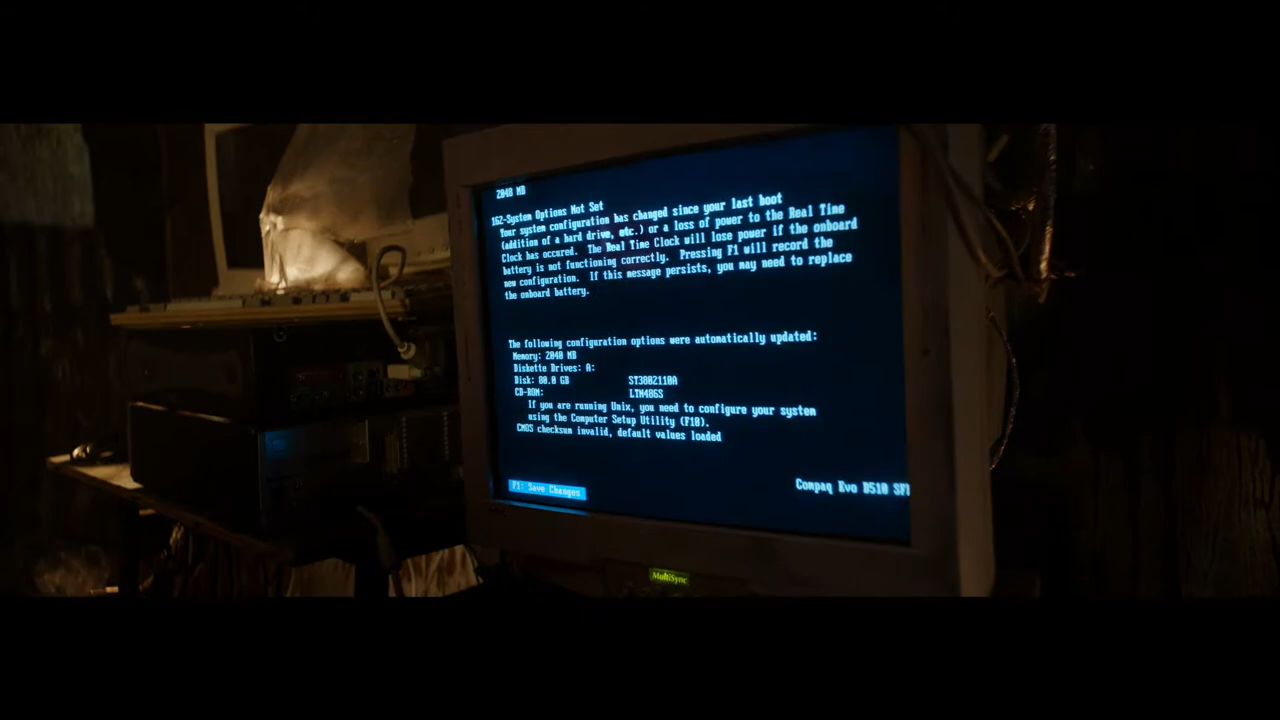 2048 MB
162-System Options Not Set
Your system configuration has changed since your last boot
(addition of a hard drive, etc.) or a loss of power to the Real Time
Clock has occured. The Real Time Clock will lose power if the onboard
battery is not functioning correctly. Pressing F1 will record the
new configuration. If this message persists, you may need to replace
the onboard battery.
The following configuration options were automatically updated:
Memory: 2048 MB
Diskette Drives: A:
Disk: 80.0 GB ST3802110A
CD-ROM: LTN486S
If you are running Unix, you need to configure your system
using the Computer Setup Utility (F10).
CMOS checksum invalid, default values loaded
F1: Save Changes
Compaq Evo D510 SFF
MultiSync